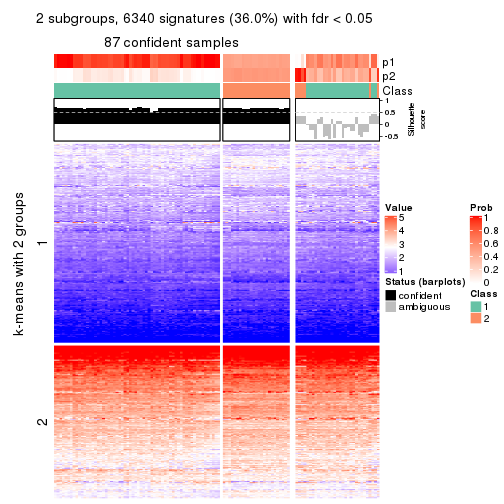 2 subgroups, 6340 signatures (36.0%) with fdr < 0.05
87 confident samples
p1
p2
Class
1
0.5
0
-0.5
Silhouette
score
k-means with 2 groups
1
2
Value
5
4
3
2
1
Status (barplots)
confident
ambiguous
Prob
1
0.8
0.6
0.4
0.2
0
Class
1
2